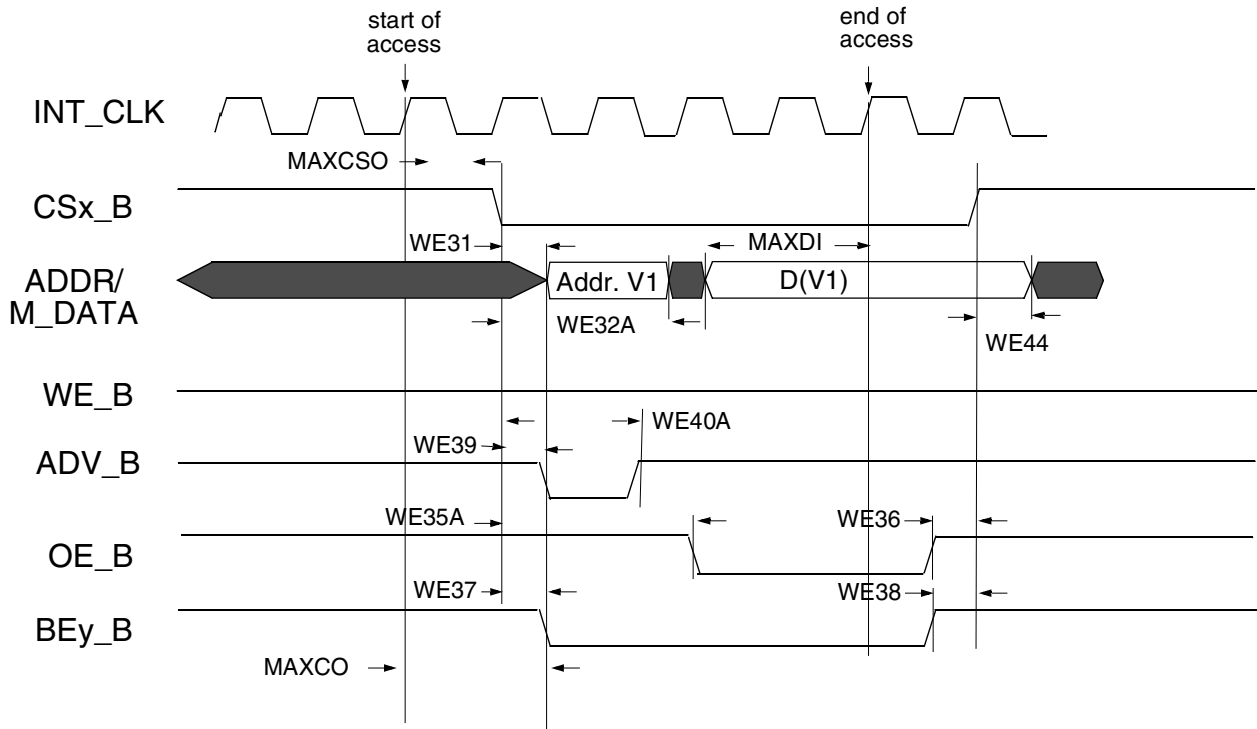 start of
access
end of
access
INT_CLK
MAXCSO
CSx_B
WE31
MAXDI
ADDR/
M_DATA
Addr. V1
D(V1)
WE32A
WE44
WE_B
WE40A
WE39
ADV_B
WE35A
WE36
OE_B
WE37
WE38
BEy_B
MAXCO